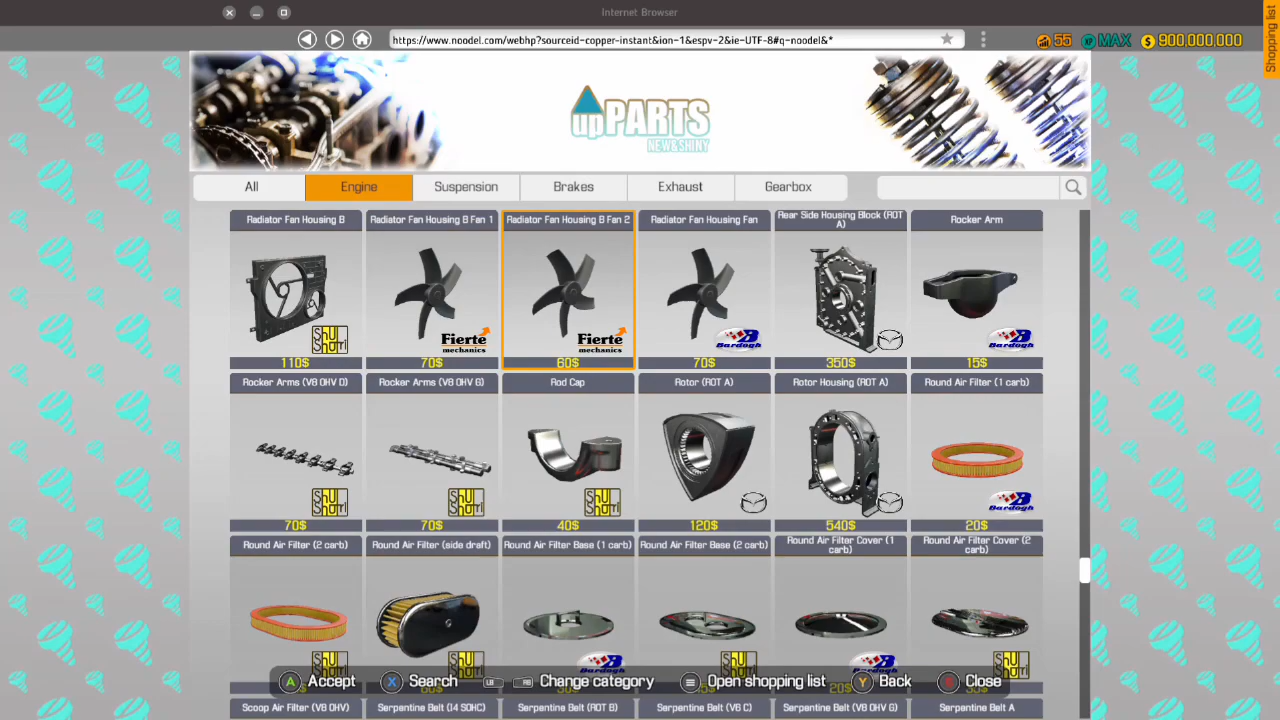 Internet Browser
Shopping list
https://www.noodel.com/webhp?sourceid-copper-instant&ion-1&espv-2&ie-UTF-8#q-noodel&*
55
XP MAX
$ 900,000,000
upPARTS
NEW&SHINY
All
Engine
Suspension
Brakes
Exhaust
Gearbox
Radiator Fan Housing B
Radiator Fan Housing B Fan 1
Radiator Fan Housing B Fan 2
Radiator Fan Housing Fan
Rear Side Housing Block (ROT A)
Rocker Arm
Fierte mechanics
Fierte mechanics
Bardogh
Bardogh
110$
70$
60$
70$
350$
15$
Rocker Arms (V8 OHV D)
Rocker Arms (V8 OHV G)
Rod Cap
Rotor (ROT A)
Rotor Housing (ROT A)
Round Air Filter (1 carb)
Bardogh
70$
70$
40$
120$
540$
20$
Round Air Filter (2 carb)
Round Air Filter (side draft)
Round Air Filter Base (1 carb)
Round Air Filter Base (2 carb)
Round Air Filter Cover (1 carb)
Round Air Filter Cover (2 carb)
A Accept
X Search
Change category
Open shopping list
Y Back
Close
Scoop Air Filter (V8 OHV)
Serpentine Belt (I4 SOHC)
Serpentine Belt (ROT B)
Serpentine Belt (V6 C)
Serpentine Belt (V8 OHV G)
Serpentine Belt A